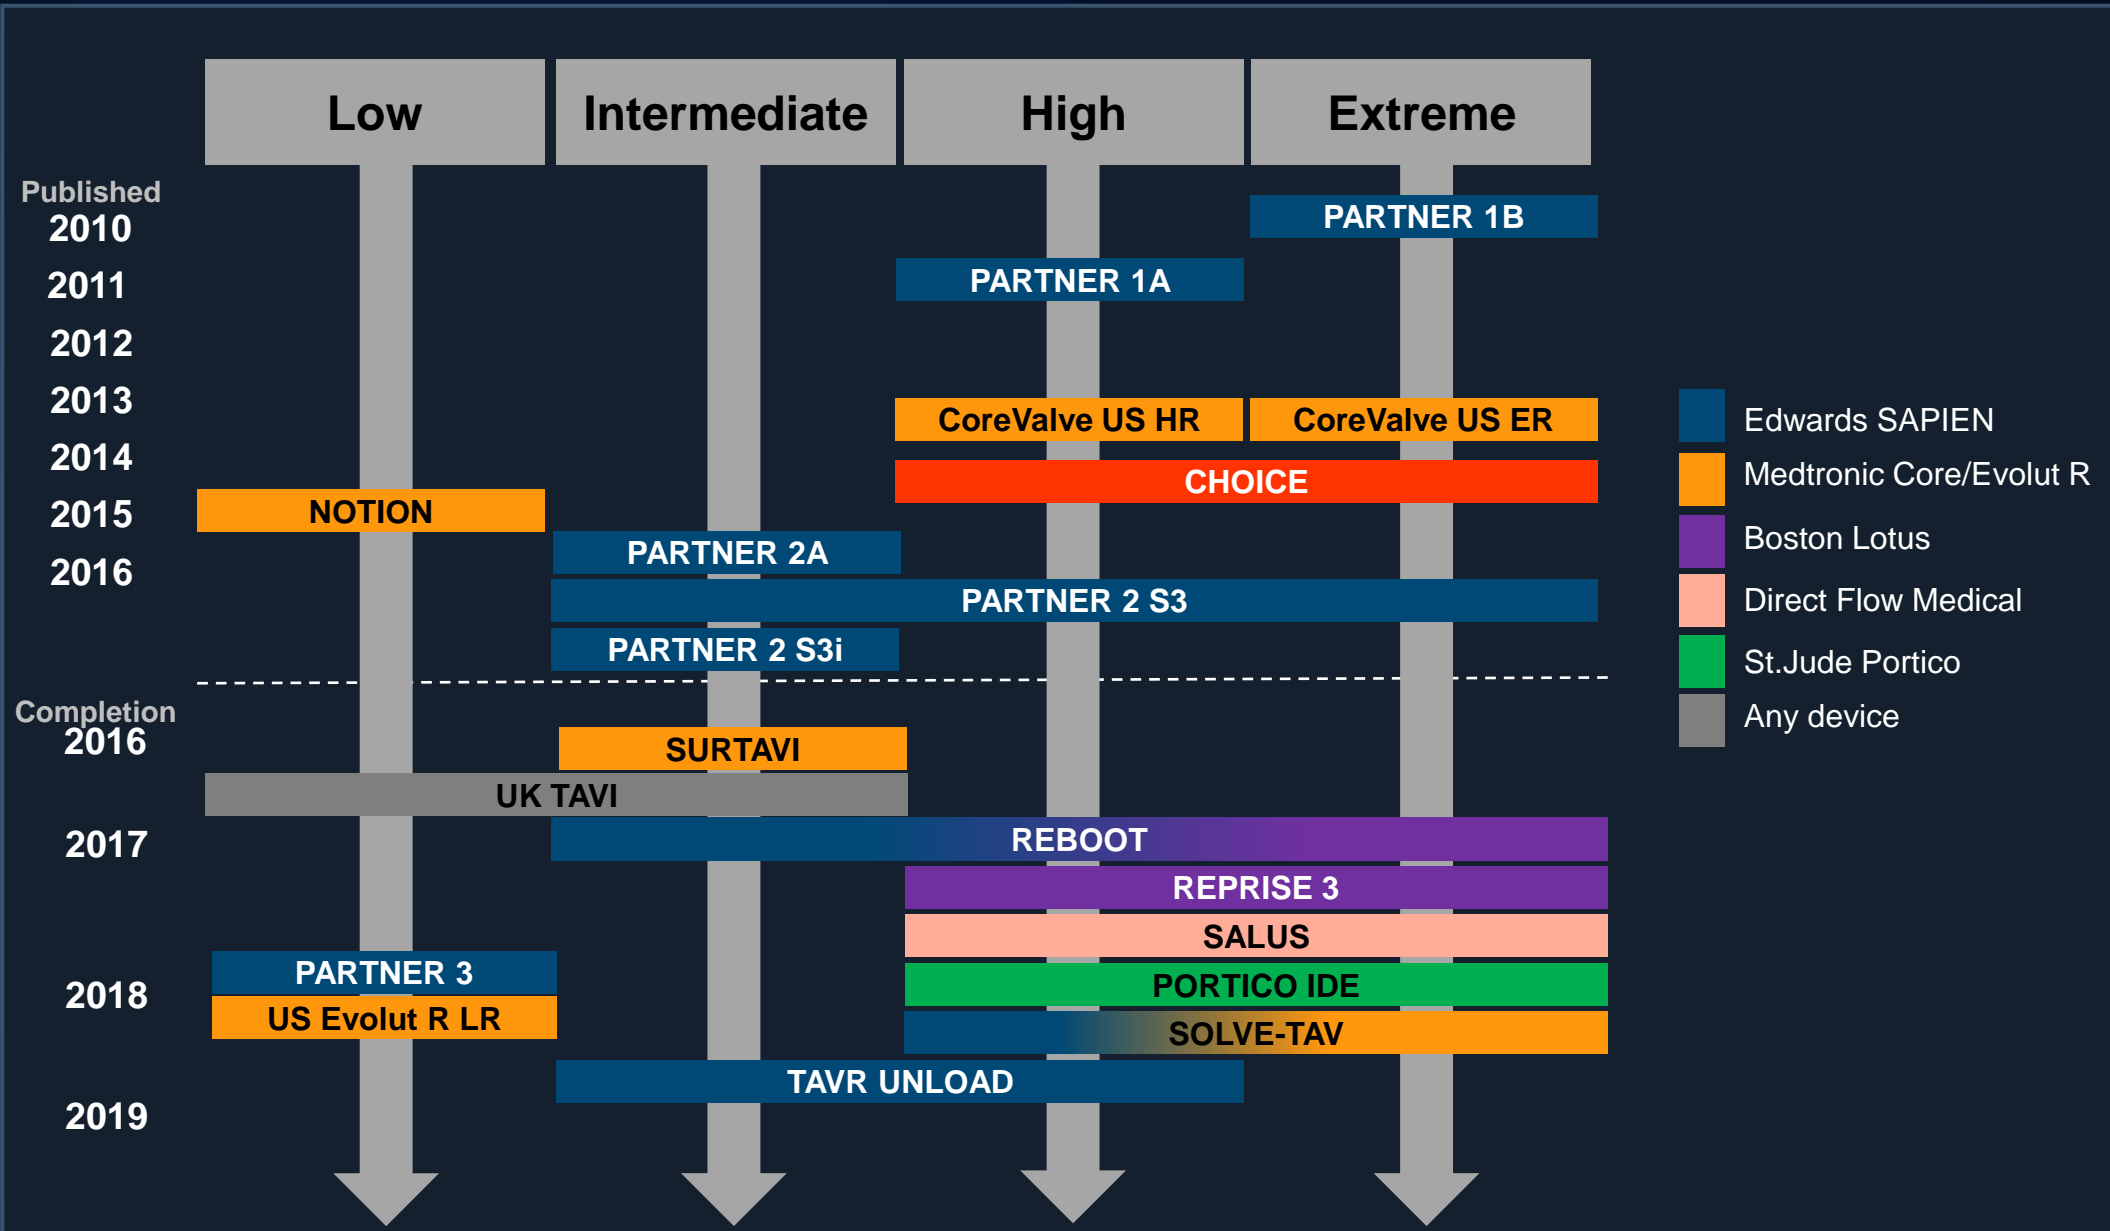 Low
Intermediate
High
Extreme
Published
2010
PARTNER 1B
2011
PARTNER 1A
2012
2013
CoreValve US HR
CoreValve US ER
2014
CHOICE
2015
NOTION
PARTNER 2A
2016
PARTNER 2 S3
PARTNER 2 S3i
Completion
2016
SURTAVI
UK TAVI
2017
REBOOT
REPRISE 3
SALUS
PARTNER 3
2018
PORTICO IDE
US Evolut R LR
SOLVE-TAV
TAVR UNLOAD
2019
Edwards SAPIEN
Medtronic Core/Evolut R
Boston Lotus
Direct Flow Medical
St.Jude Portico
Any device